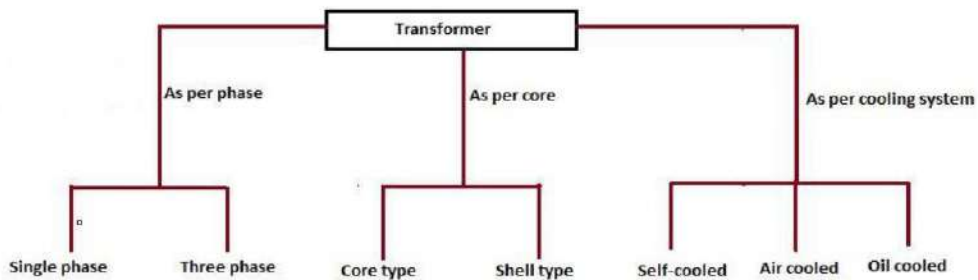 Transformer
As per phase
As per core
As per cooling system
Single phase
Three phase
Core type
Shell type
Self-cooled
Air cooled
Oil cooled